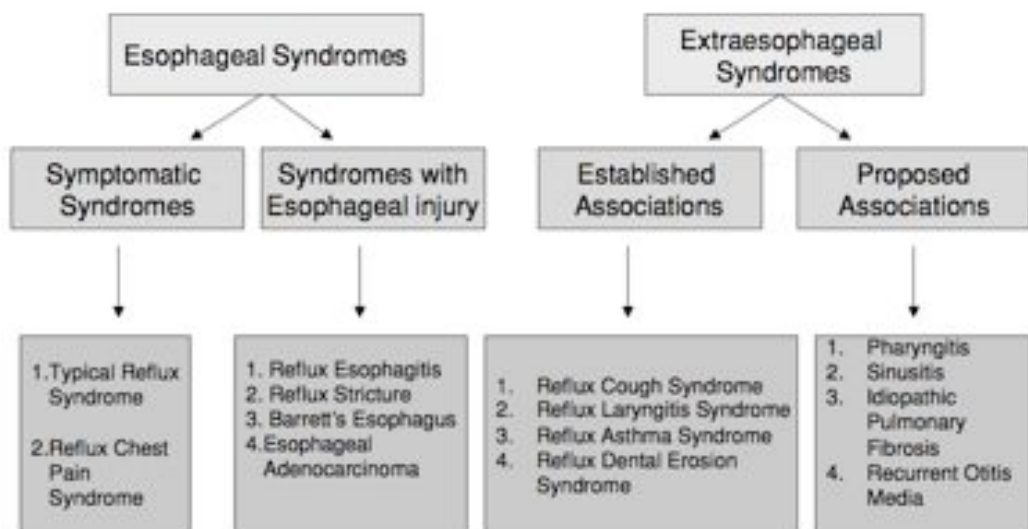 Esophageal Syndromes
Extraesophageal
Syndromes
Symptomatic
Syndromes
Syndromes with
Esophageal injury
Established
Associations
Proposed
Associations
1.Typical Reflux
Syndrome
2.Reflux Chest
Pain
Syndrome
1. Reflux Esophagitis
2. Reflux Stricture
3. Barrett's Esophagus
4.Esophageal
Adenocarcinoma
1. Reflux Cough Syndrome
2. Reflux Laryngitis Syndrome
3. Reflux Asthma Syndrome
4. Reflux Dental Erosion
Syndrome
1. Pharyngitis
2. Sinusitis
3. Idiopathic
Pulmonary
Fibrosis
4. Recurrent Otitis
Media